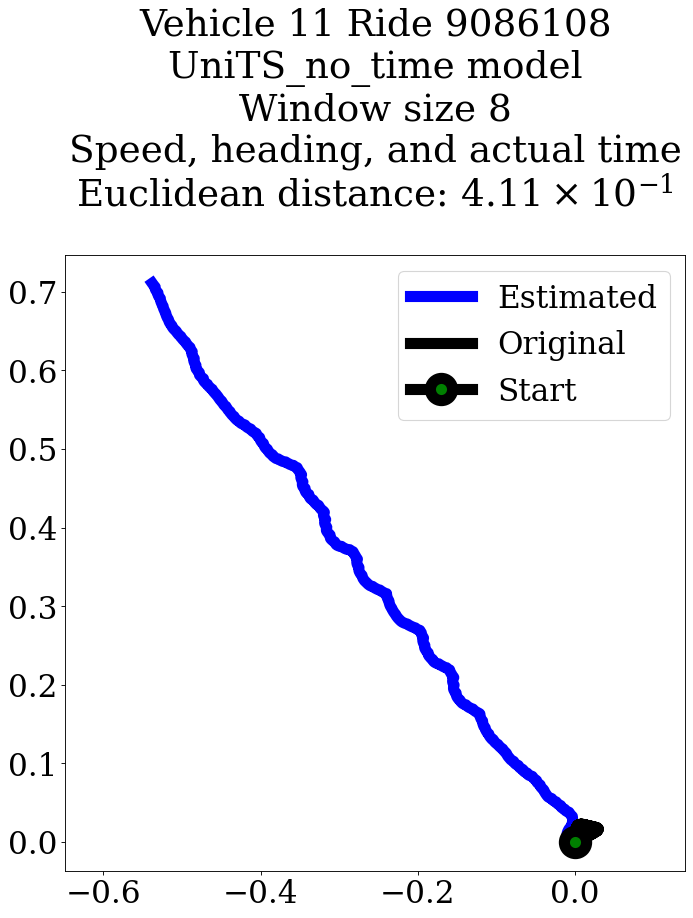 Vehicle 11 Ride 9086108
UniTS_no_time model
Window size 8
Speed, heading, and actual time
Euclidean distance: 4.11 × 10⁻¹
Estimated
Original
Start
0.7
0.6
0.5
0.4
0.3
0.2
0.1
0.0
−0.6 −0.4 −0.2 0.0